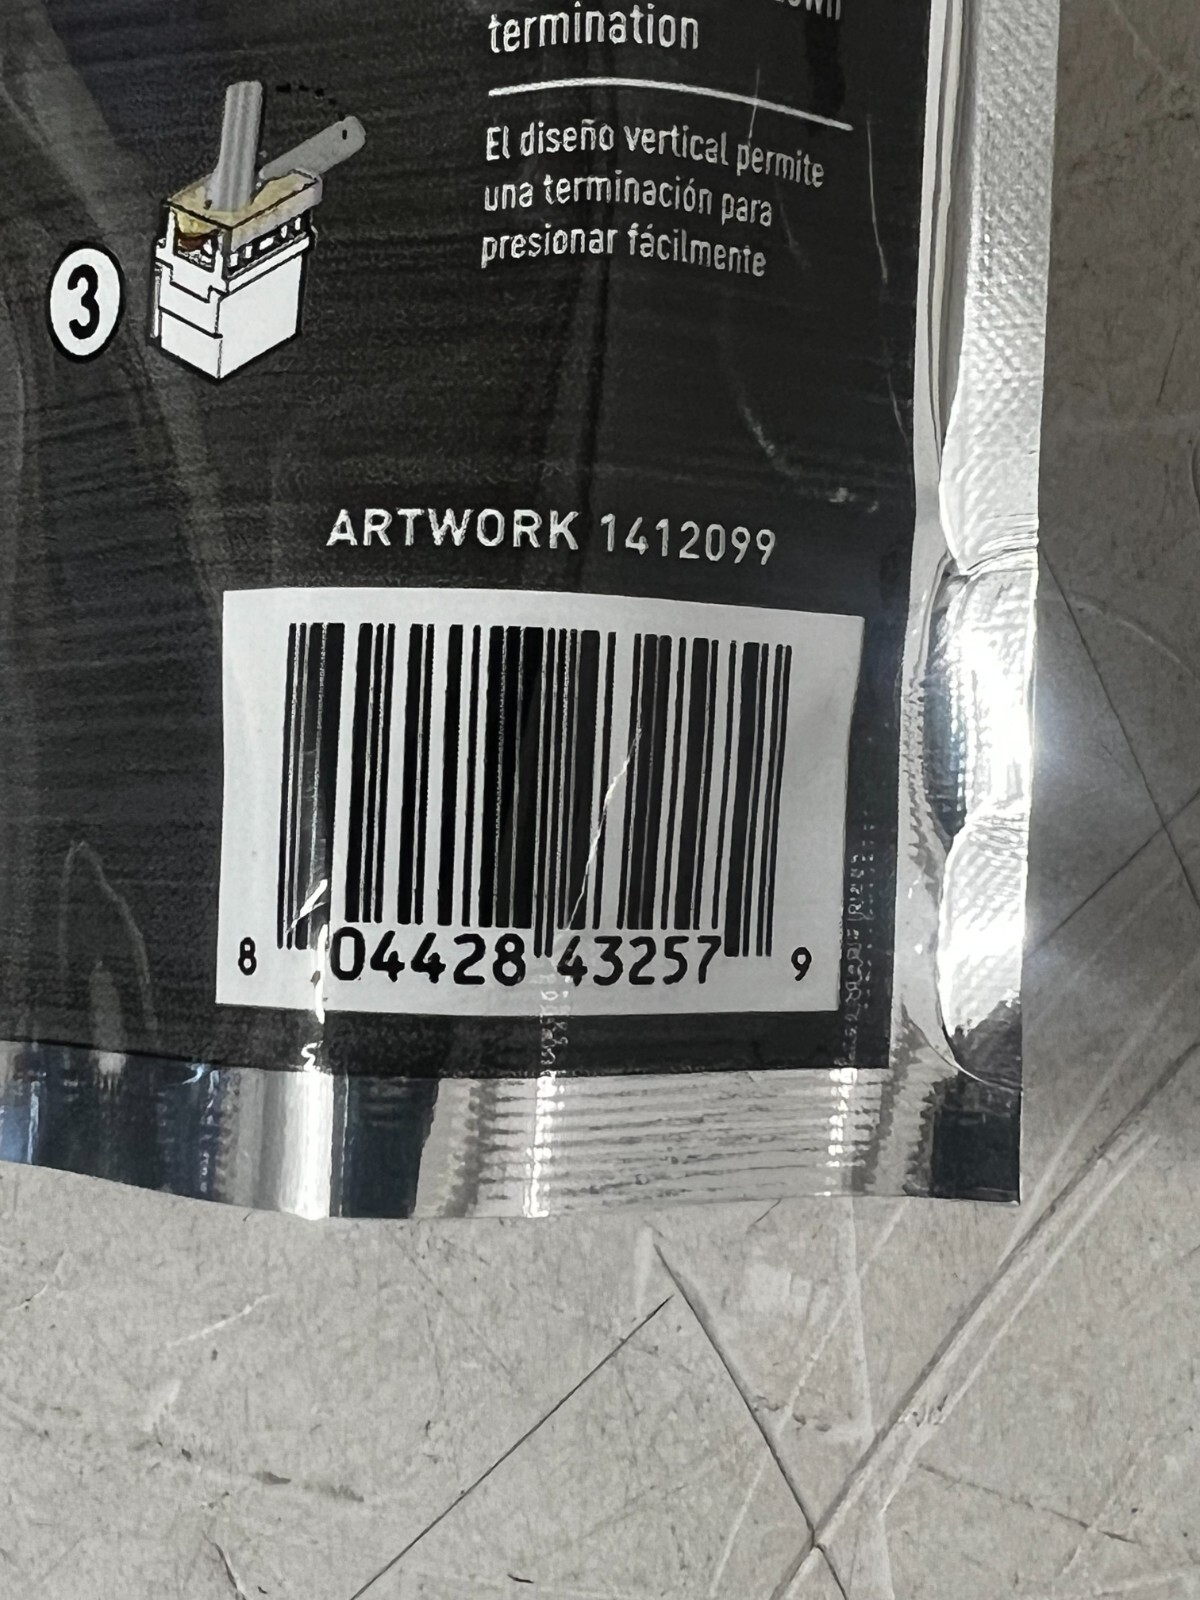 termination
El diseño vertical permite
una terminación para
presionar fácilmente
3
ARTWORK 1412099
8 04428 43257 9